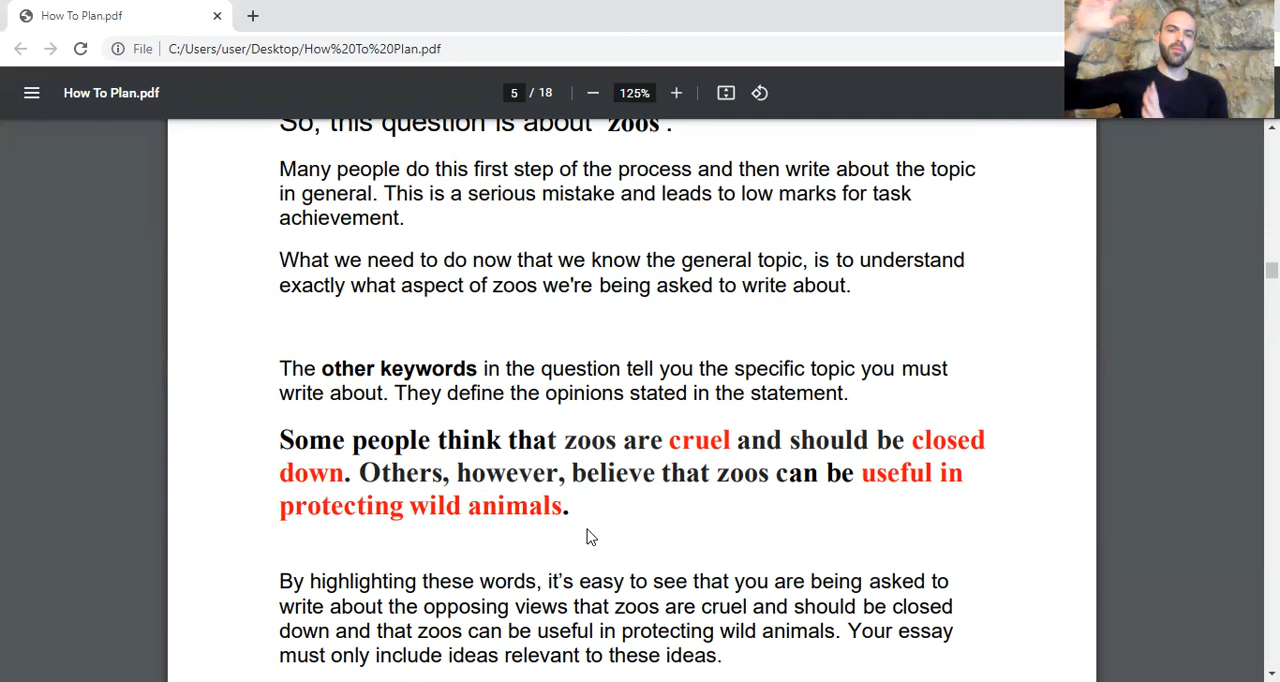 How To Plan.pdf
File
C:/Users/user/Desktop/How%20To%20Plan.pdf
How To Plan.pdf
5 / 18
125%
So, this question is about "zoos".
Many people do this first step of the process and then write about the topic
in general. This is a serious mistake and leads to low marks for task
achievement.
What we need to do now that we know the general topic, is to understand
exactly what aspect of zoos we're being asked to write about.
The other keywords in the question tell you the specific topic you must
write about. They define the opinions stated in the statement.
Some people think that zoos are cruel and should be closed
down. Others, however, believe that zoos can be useful in
protecting wild animals.
By highlighting these words, it’s easy to see that you are being asked to
write about the opposing views that zoos are cruel and should be closed
down and that zoos can be useful in protecting wild animals. Your essay
must only include ideas relevant to these ideas.